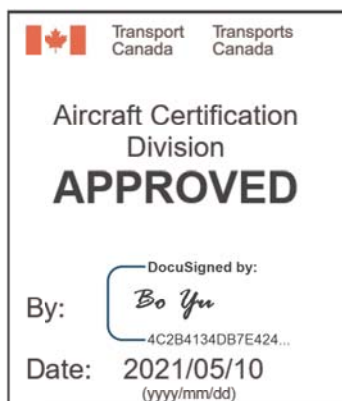 Transport Canada
Transports Canada
Aircraft Certification
Division
APPROVED
DocuSigned by:
By: Bo Yu
4C2B4134DB7E424...
Date: 2021/05/10
(yyyy/mm/dd)